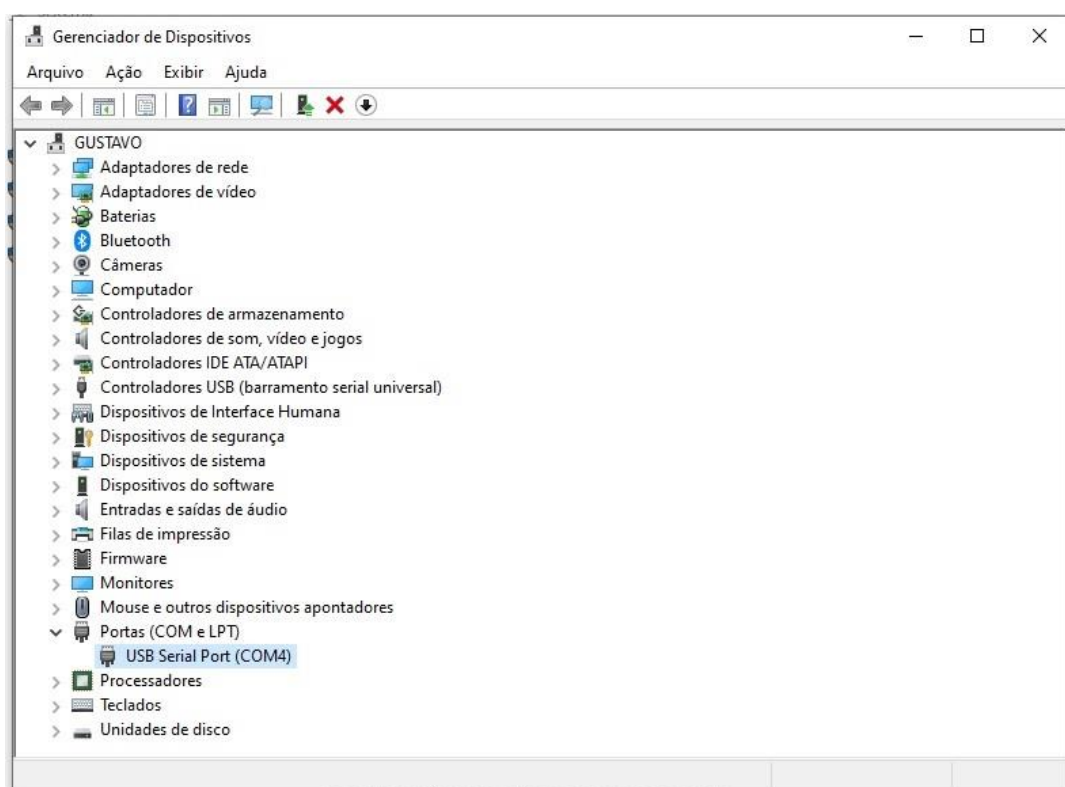 Gerenciador de Dispositivos
Arquivo Ação Exibir Ajuda
GUSTAVO
Adaptadores de rede
Adaptadores de vídeo
Baterias
Bluetooth
Câmeras
Computador
Controladores de armazenamento
Controladores de som, vídeo e jogos
Controladores IDE ATA/ATAPI
Controladores USB (barramento serial universal)
Dispositivos de Interface Humana
Dispositivos de segurança
Dispositivos de sistema
Dispositivos do software
Entradas e saídas de áudio
Filas de impressão
Firmware
Monitores
Mouse e outros dispositivos apontadores
Portas (COM e LPT)
USB Serial Port (COM4)
Processadores
Teclados
Unidades de disco